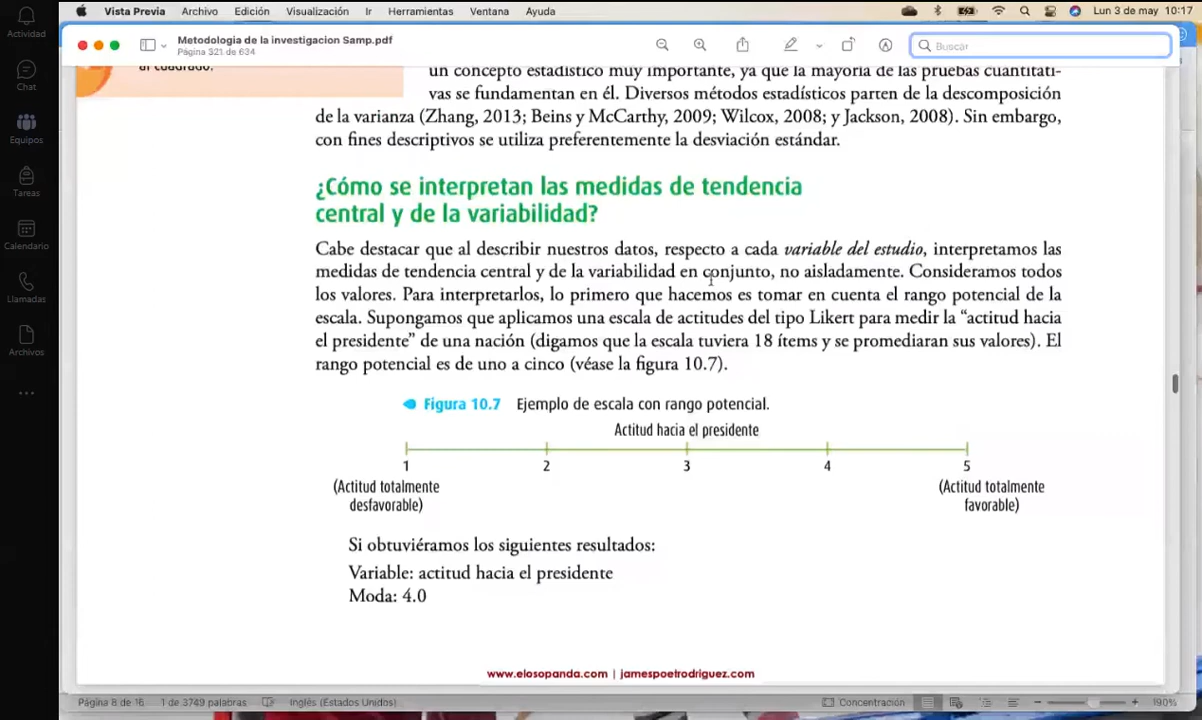 Vista Previa Archivo Edición Visualización Ir Herramientas Ventana Ayuda
Lun 3 de may 10:17
Actividad
Chat
Equipos
Tareas
Calendario
Llamadas
Archivos
Metodologia de la investigacion Samp.pdf
Página 321 de 634
Buscar
al cuadrado.
un concepto estadístico muy importante, ya que la mayoría de las pruebas cuantitati-
vas se fundamentan en él. Diversos métodos estadísticos parten de la descomposición
de la varianza (Zhang, 2013; Beins y McCarthy, 2009; Wilcox, 2008; y Jackson, 2008). Sin embargo,
con fines descriptivos se utiliza preferentemente la desviación estándar.
¿Cómo se interpretan las medidas de tendencia
central y de la variabilidad?
Cabe destacar que al describir nuestros datos, respecto a cada variable del estudio, interpretamos las
medidas de tendencia central y de la variabilidad en conjunto, no aisladamente. Consideramos todos
los valores. Para interpretarlos, lo primero que hacemos es tomar en cuenta el rango potencial de la
escala. Supongamos que aplicamos una escala de actitudes del tipo Likert para medir la “actitud hacia
el presidente” de una nación (digamos que la escala tuviera 18 ítems y se promediaran sus valores). El
rango potencial es de uno a cinco (véase la figura 10.7).
Figura 10.7 Ejemplo de escala con rango potencial.
Actitud hacia el presidente
1 2 3 4 5
(Actitud totalmente
desfavorable)
(Actitud totalmente
favorable)
Si obtuviéramos los siguientes resultados:
Variable: actitud hacia el presidente
Moda: 4.0
www.elosopanda.com | jamespoetrodriguez.com
Página 8 de 16 1 de 3749 palabras Inglés (Estados Unidos) Concentración 190%